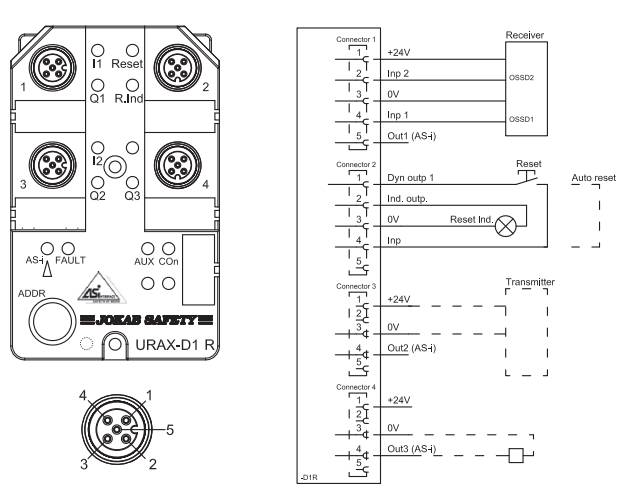 1
I1
Reset
2
Q1
R.Ind
3
I2
4
Q2
Q3
AS-i
FAULT
AUX
COn
ADDR
ASi
INTERFACE
JOKAB SAFETY
URAX-D1 R
4
1
5
3
2
Connector 1
1 +24V
2 Inp 2
3 0V
4 Inp 1
5 Out1 (AS-i)
Receiver
OSSD2
OSSD1
Connector 2
1 Dyn outp 1
2 Ind. outp.
3 0V
4 Inp
5
Reset
Auto reset
Reset Ind.
Connector 3
1 +24V
2
3 0V
4 Out2 (AS-i)
5
Transmitter
Connector 4
1 +24V
2
3 0V
4 Out3 (AS-i)
5
-D1R